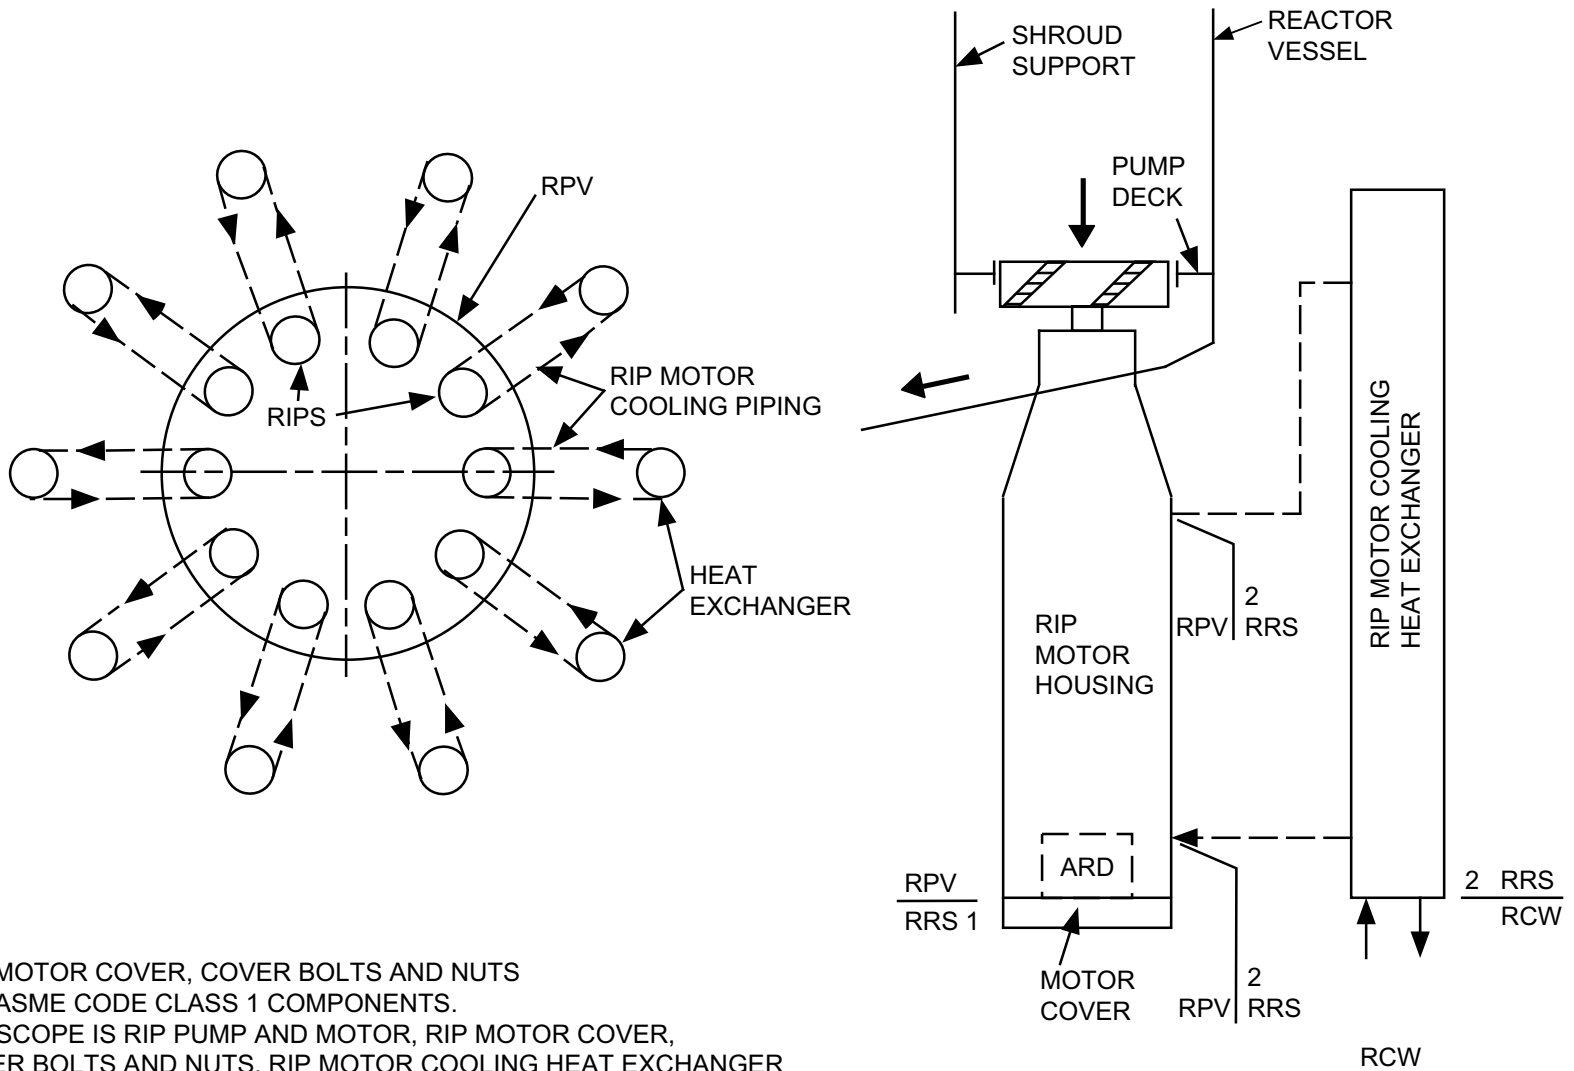 SHROUD
SUPPORT
REACTOR
VESSEL
PUMP
DECK
RPV
RIPS
RIP MOTOR
COOLING PIPING
HEAT
EXCHANGER
RIP MOTOR COOLING
HEAT EXCHANGER
2
RPV RRS
RIP
MOTOR
HOUSING
ARD
RPV
RRS 1
2 RRS
RCW
MOTOR
COVER
2
RPV RRS
RCW
MOTOR COVER, COVER BOLTS AND NUTS
ASME CODE CLASS 1 COMPONENTS.
SCOPE IS RIP PUMP AND MOTOR, RIP MOTOR COVER,
ER BOLTS AND NUTS, RIP MOTOR COOLING HEAT EXCHANGER